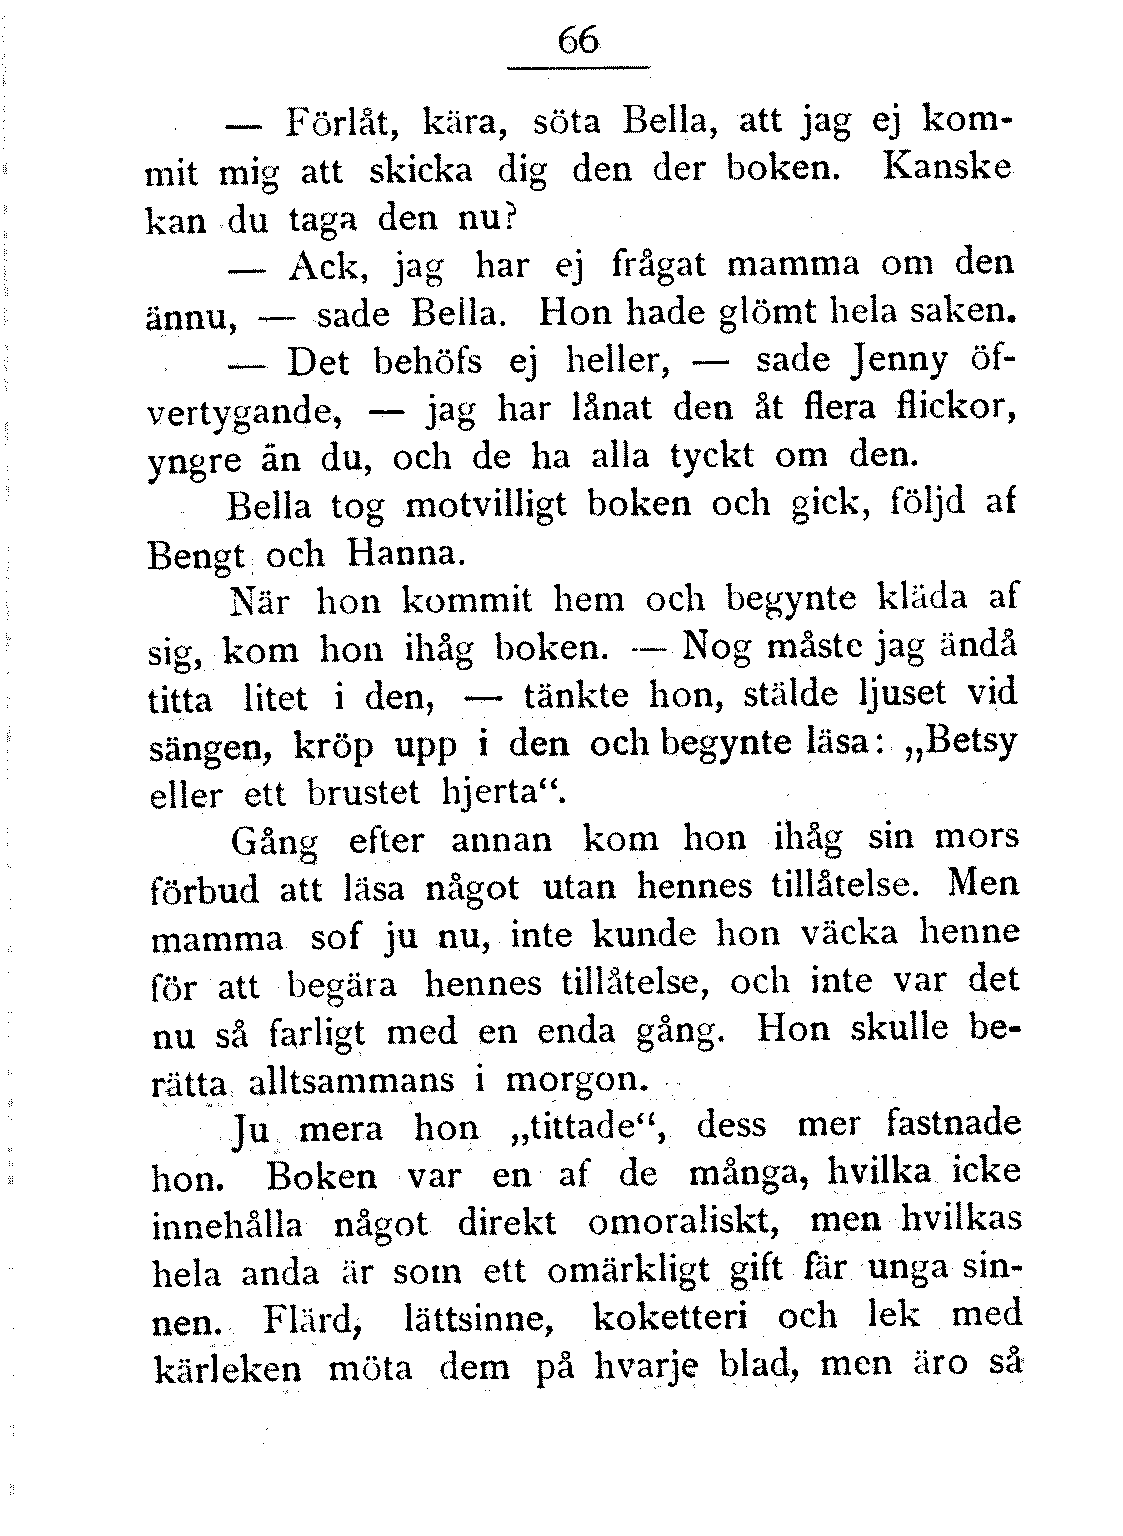 66
— Förlåt, kära, söta Bella, att jag ej kom-
mit mig att skicka dig den der boken. Kanske
kan du taga den nu?
— Ack, jag har ej frågat mamma om den
ännu, — sade Bella. Hon hade glömt hela saken.
— Det behöfs ej heller, — sade Jenny öf-
vertygande, — jag har lånat den åt flera flickor,
yngre än du, och de ha alla tyckt om den.
Bella tog motvilligt boken och gick, följd af
Bengt och Hanna.
När hon kommit hem och begynte kläda af
sig, kom hon ihåg boken. — Nog måste jag ändå
titta litet i den, — tänkte hon, stälde ljuset vid
sängen, kröp upp i den och begynte läsa: „Betsy
eller ett brustet hjerta“.
Gång efter annan kom hon ihåg sin mors
förbud att läsa något utan hennes tillåtelse. Men
mamma sof ju nu, inte kunde hon väcka henne
för att begära hennes tillåtelse, och inte var det
nu så farligt med en enda gång. Hon skulle be-
rätta alltsammans i morgon.
Ju mera hon „tittade“, dess mer fastnade
hon. Boken var en af de många, hvilka icke
innehålla något direkt omoraliskt, men hvilkas
hela anda är som ett omärkligt gift fär unga sin-
nen. Flärd, lättsinne, koketteri och lek med
kärleken möta dem på hvarje blad, men äro så